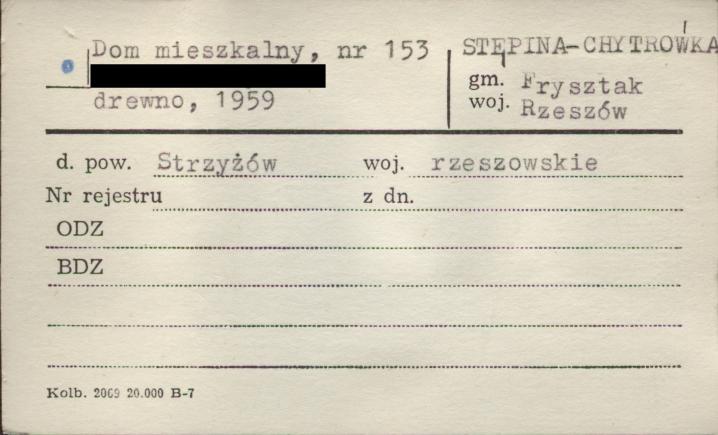 Dom mieszkalny, nr 153
drewno, 1959
STĘPINA-CHYTRÓWKA
gm. Frysztak
woj. Rzeszów
d. pow. Strzyżów woj. rzeszowskie
Nr rejestru z dn.
ODZ
BDZ
Kolb. 2069 20.000 B-7